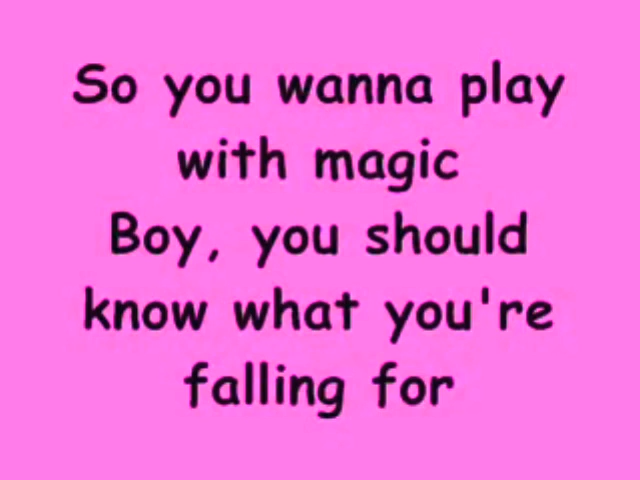 So you wanna play
with magic
Boy, you should
know what you're
falling for